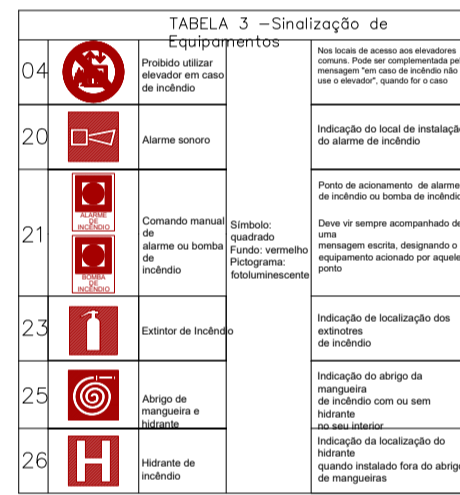 TABELA 3 –Sinalização de
Equipamentos
04
Proibido utilizar
elevador em caso
de incêndio
Nos locais de acesso aos elevadores
comuns. Pode ser complementada pel
mensagem "em caso de incêndio não
use o elevador", quando for o caso
20
Alarme sonoro
Indicação do local de instalaçã
do alarme de incêndio
21
ALARME
DE
INCÊNDIO
BOMBA
DE
INCÊNDIO
Comando manual
de
alarme ou bomba
de
incêndio
Símbolo:
quadrado
Fundo: vermelho
Pictograma:
fotoluminescente
Ponto de acionamento de alarme
de incêndio ou bomba de incêndio
Deve vir sempre acompanhado de
uma
mensagem escrita, designando o
equipamento acionado por aquele
ponto
23
Extintor de Incêndio
Indicação de localização dos
extinotres
de incêndio
25
Abrigo de
mangueira e
hidrante
Indicação do abrigo da
mangueira
de incêndio com ou sem
hidrante
no seu interior
26
H
Hidrante de
incêndio
Indicação da localização do
hidrante
quando instalado fora do abrigo
de mangueiras